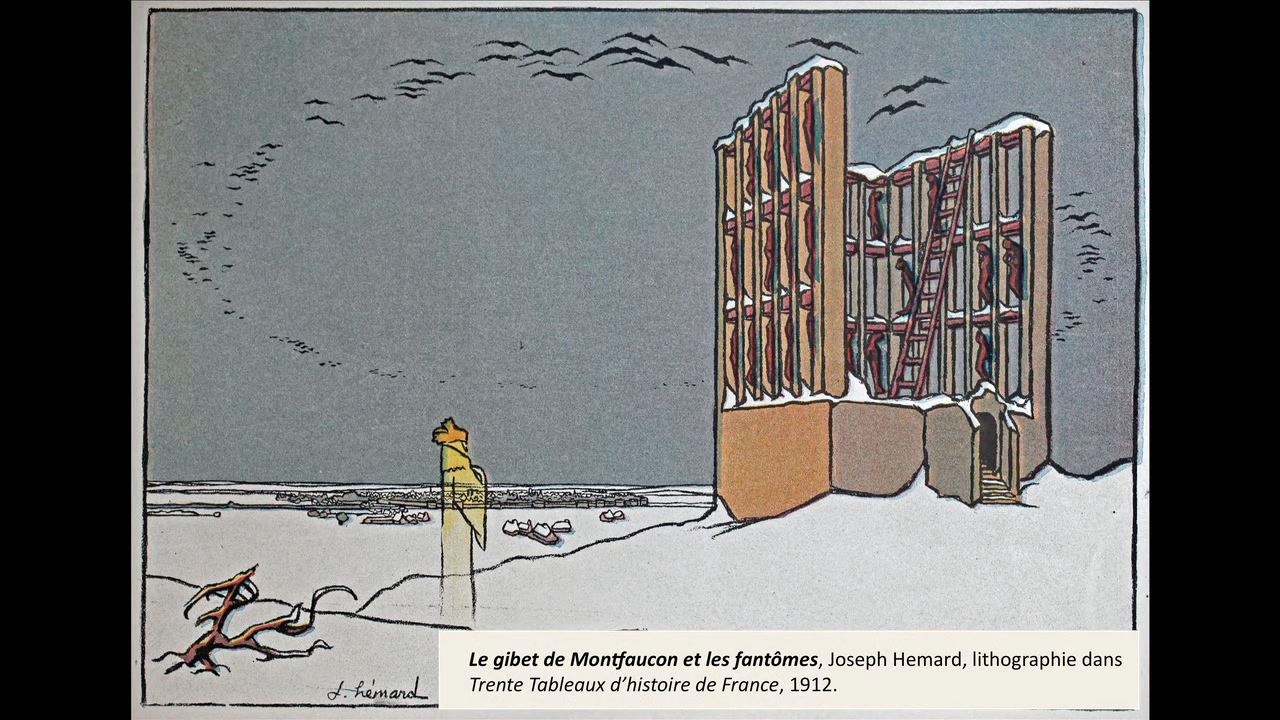 J. hémard
Le gibet de Montfaucon et les fantômes, Joseph Hemard, lithographie dans
Trente Tableaux d’histoire de France, 1912.